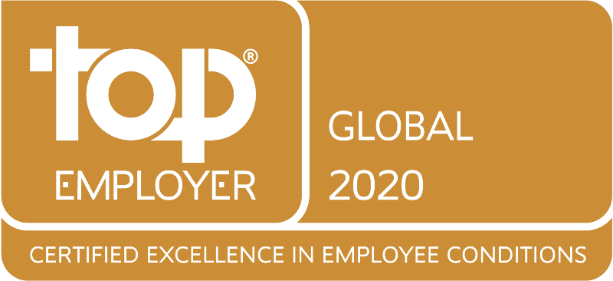 top®
EMPLOYER
GLOBAL
2020
CERTIFIED EXCELLENCE IN EMPLOYEE CONDITIONS